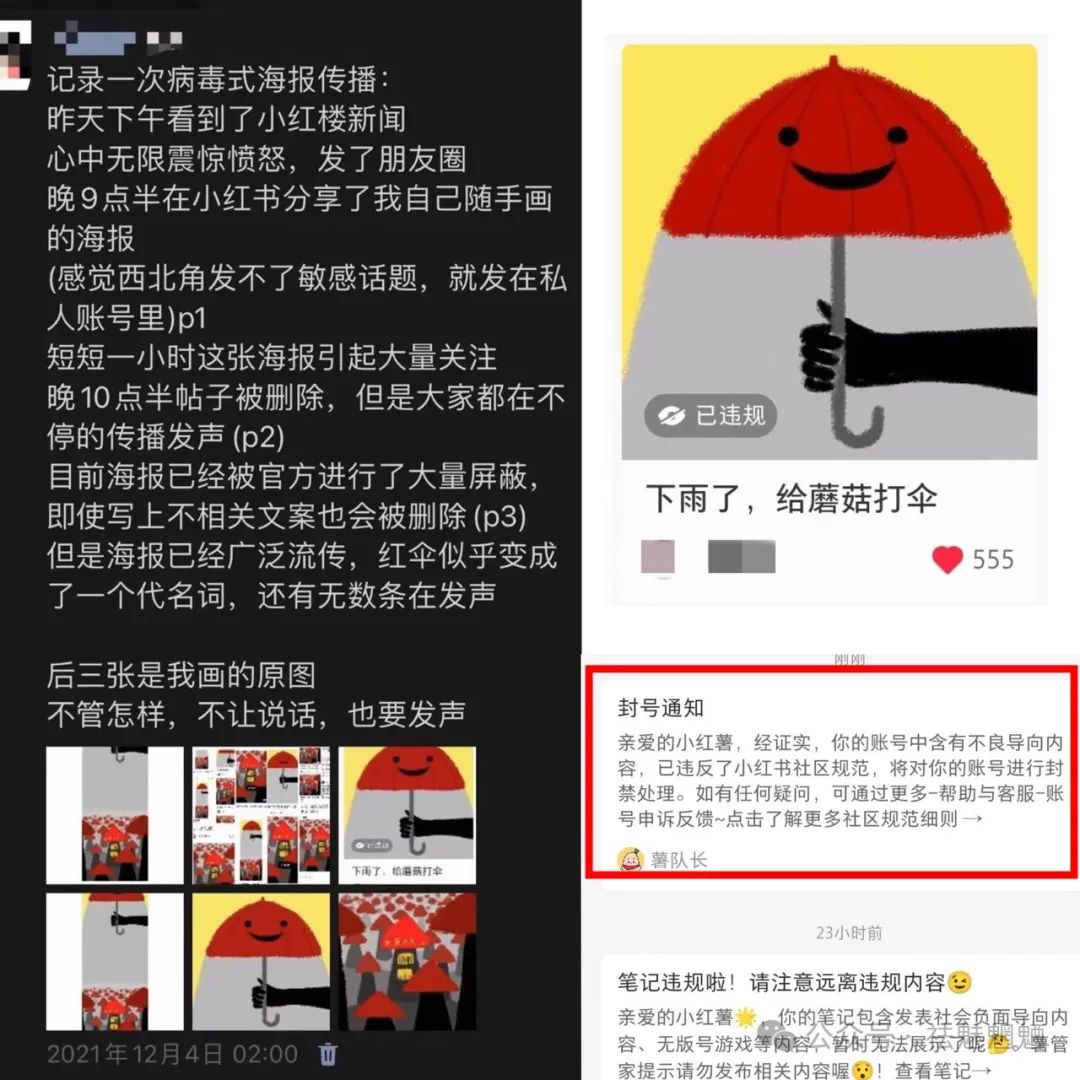 记录一次病毒式海报传播：
昨天下午看到了小红楼新闻
心中无限震惊愤怒，发了朋友圈
晚9点半在小红书分享了我自己随手画
的海报
(感觉西北角发不了敏感话题，就发在私
人账号里)p1
短短一小时这张海报引起大量关注
晚10点半帖子被删除，但是大家都在不
停的传播发声(p2)
目前海报已经被官方进行了大量屏蔽，
即使写上不相关文案也会被删除(p3)
但是海报已经广泛流传，红伞似乎变成
了一个代名词，还有无数条在发声
后三张是我画的原图
不管怎样，不让说话，也要发声
已违规
下雨了，给蘑菇打伞
2021年12月4日 02:00
已违规
下雨了，给蘑菇打伞
555
刚刚
封号通知
亲爱的小红薯，经证实，你的账号中含有不良导向内
容，已违反了小红书社区规范，将对你的账号进行封
禁处理。如有任何疑问，可通过更多-帮助与客服-账
号申诉反馈~点击了解更多社区规范细则→
薯队长
23小时前
笔记违规啦！请注意远离违规内容😉
亲爱的小红薯🌟，你的笔记包含发表社会负面导向内
容、无版号游戏等内容，暂时无法展示了呢🤔。薯管
家提示请勿发布相关内容喔😯！查看笔记→
公众号·祛魅魍魉